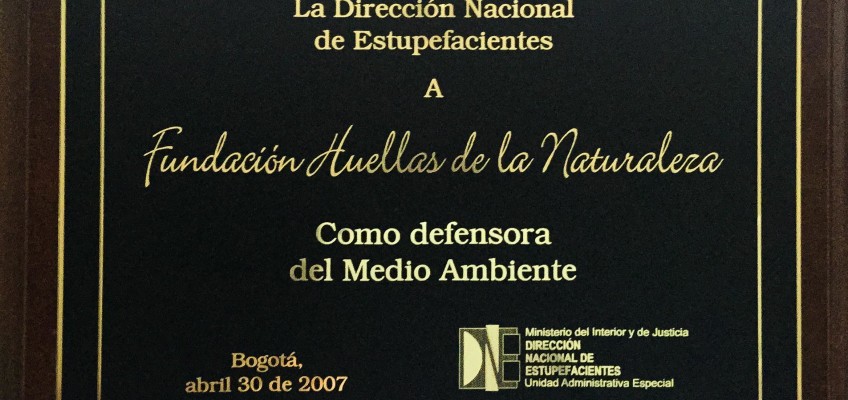 La Dirección Nacional
de Estupefacientes
A
Fundación Huellas de la Naturaleza
Como defensora
del Medio Ambiente
Bogotá,
abril 30 de 2007
DNE
Ministerio del Interior y de Justicia
DIRECCIÓN
NACIONAL DE
ESTUPEFACIENTES
Unidad Administrativa Especial